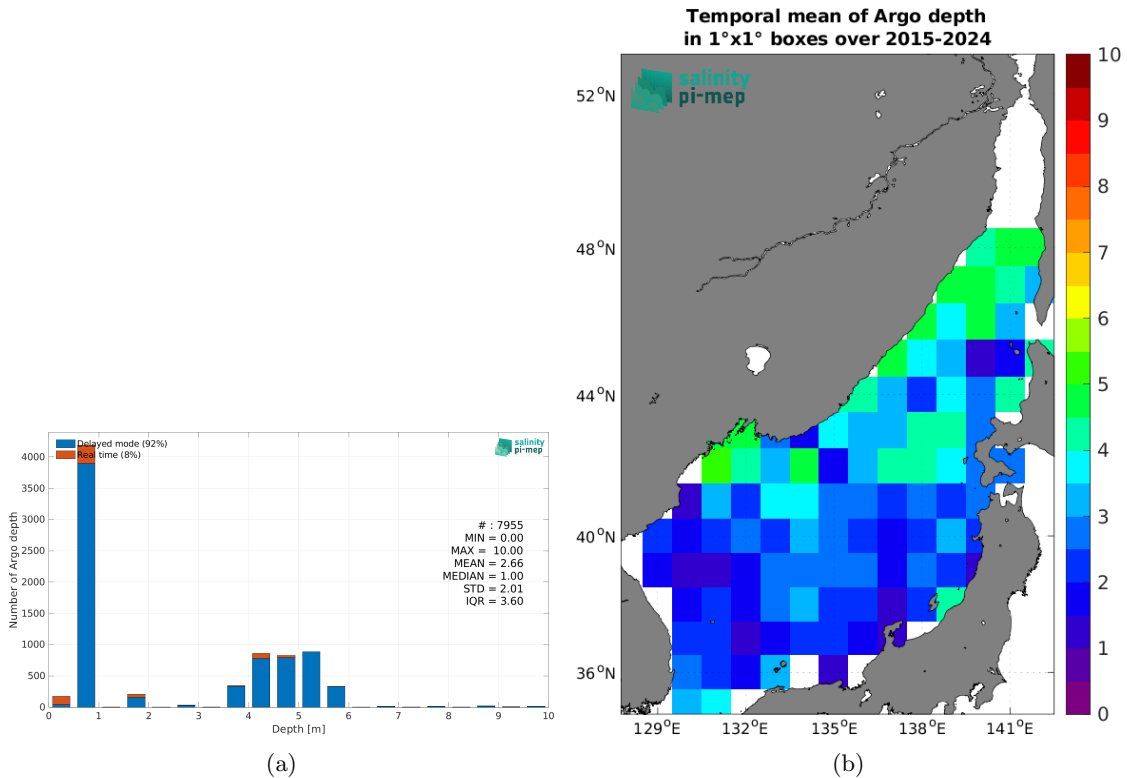 Temporal mean of Argo depth
in 1°x1° boxes over 2015-2024
salinity
pi-mep
52°N
48°N
44°N
40°N
36°N
129°E
132°E
135°E
138°E
141°E
10
9
8
7
6
5
4
3
2
1
0
Delayed mode (92%)
Real time (8%)
salinity
pi-mep
# : 7955
MIN = 0.00
MAX = 10.00
MEAN = 2.66
MEDIAN = 1.00
STD = 2.01
IQR = 3.60
Number of Argo depth
4000
3500
3000
2500
2000
1500
1000
500
0
0
1
2
3
4
5
6
7
8
9
10
Depth [m]
(a)
(b)